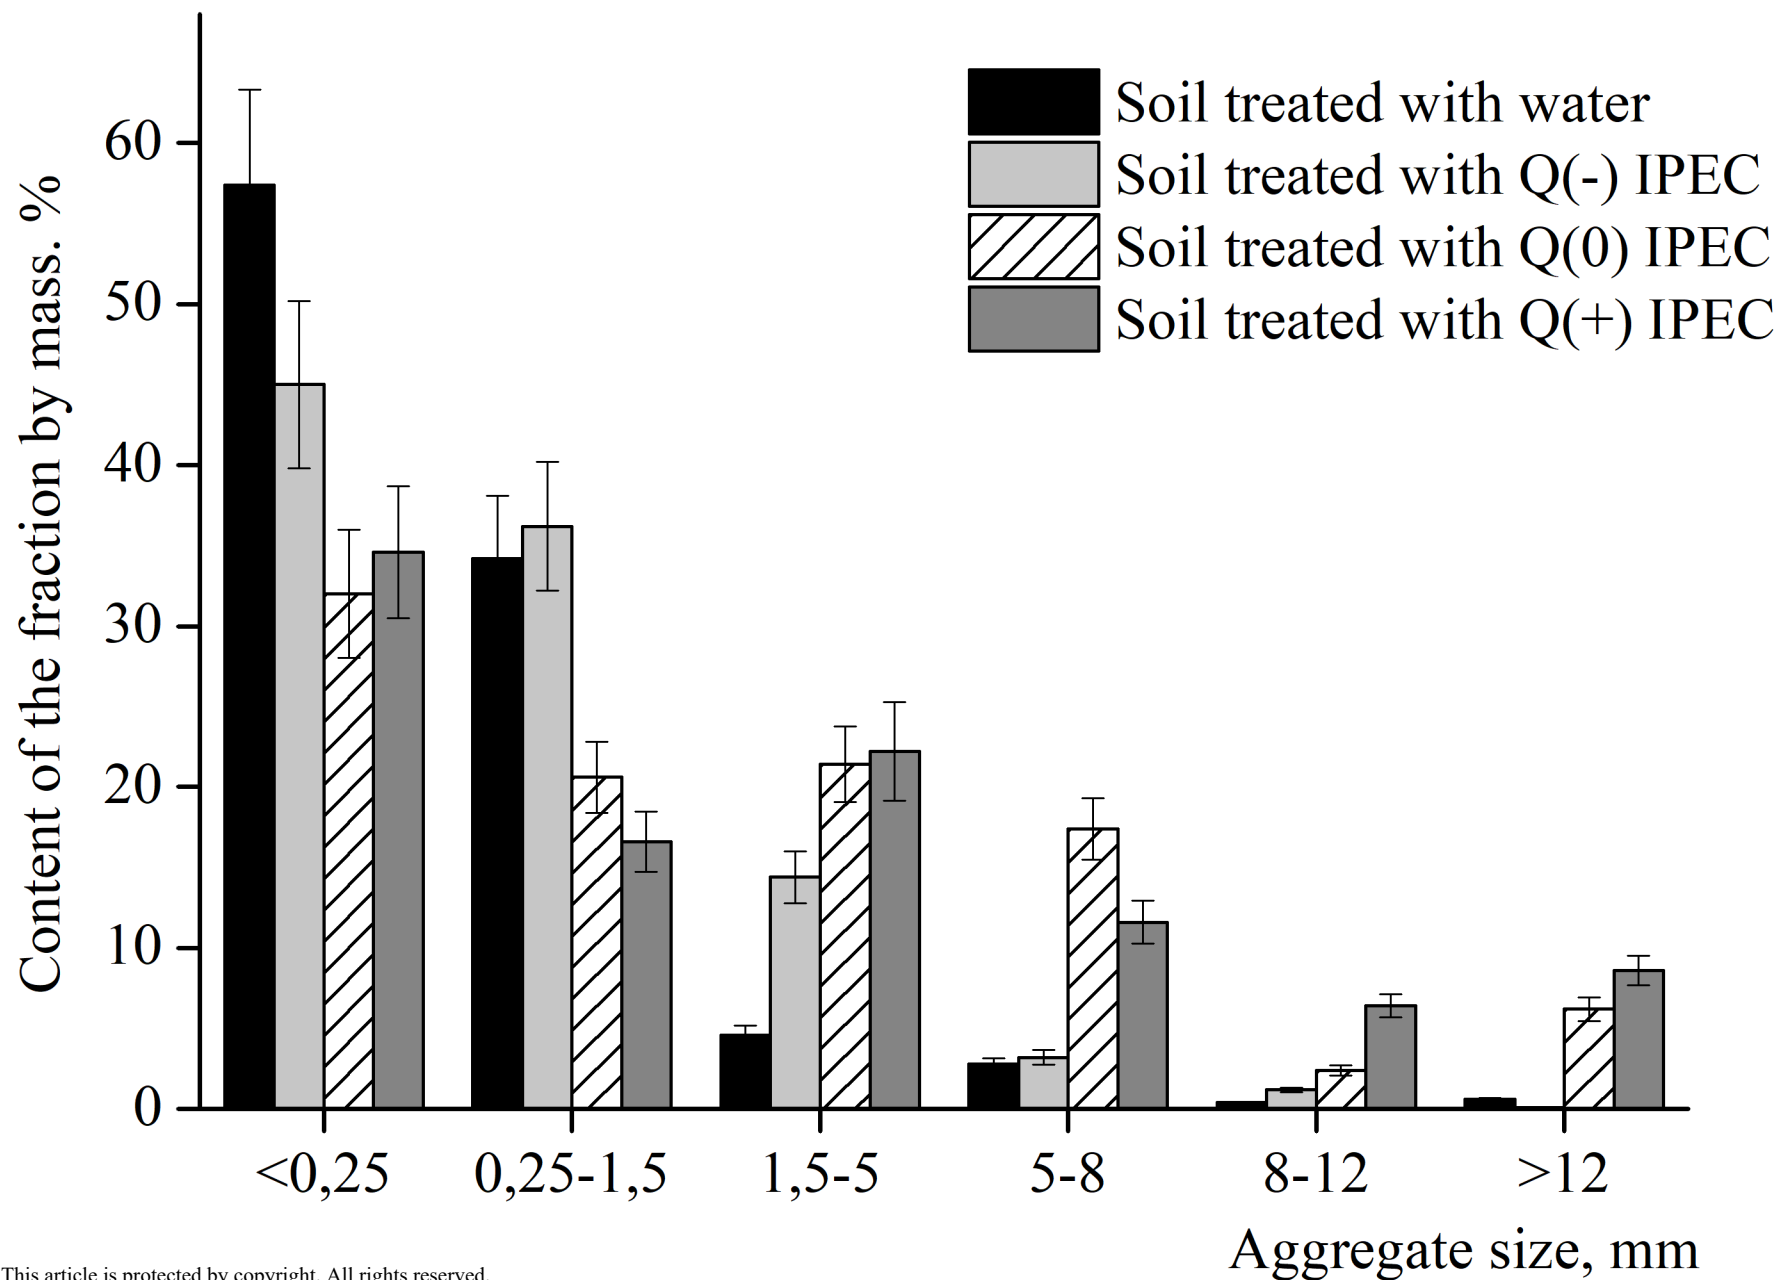 Soil treated with water
Soil treated with Q(-) IPEC
Soil treated with Q(0) IPEC
Soil treated with Q(+) IPEC
Content of the fraction by mass. %
60
50
40
30
20
10
0
<0,25 0,25-1,5 1,5-5 5-8 8-12 >12
Aggregate size, mm
This article is protected by copyright. All rights reserved.